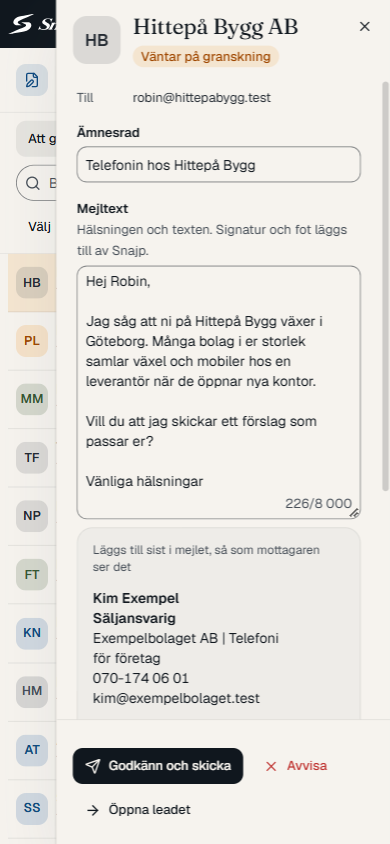 Sn
HB
Hittepå Bygg AB
Väntar på granskning
Till
robin@hittepabygg.test
Att g
Ämnesrad
Telefonin hos Hittepå Bygg
B
Mejltext
Välj
Hälsningen och texten. Signatur och fot läggs
till av Snajp.
HB
PL
MM
TF
NP
FT
KN
HM
AT
SS
Hej Robin,
Jag såg att ni på Hittepå Bygg växer i
Göteborg. Många bolag i er storlek
samlar växel och mobiler hos en
leverantör när de öppnar nya kontor.
Vill du att jag skickar ett förslag som
passar er?
Vänliga hälsningar
226/8 000
Läggs till sist i mejlet, så som mottagaren
ser det
Kim Exempel
Säljansvarig
Exempelbolaget AB | Telefoni
för företag
070-174 06 01
kim@exempelbolaget.test
Godkänn och skicka
Avvisa
Öppna leadet